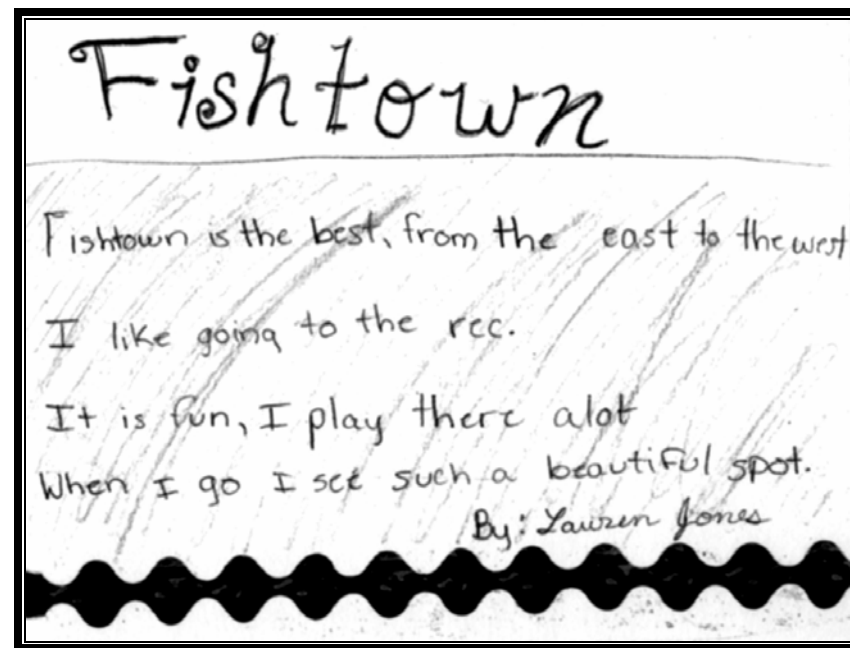 Fishtown
Fishtown is the best, from the east to the west
I like going to the rec.
It is fun, I play there alot
When I go I see such a beautiful spot.
By: Lauren Jones